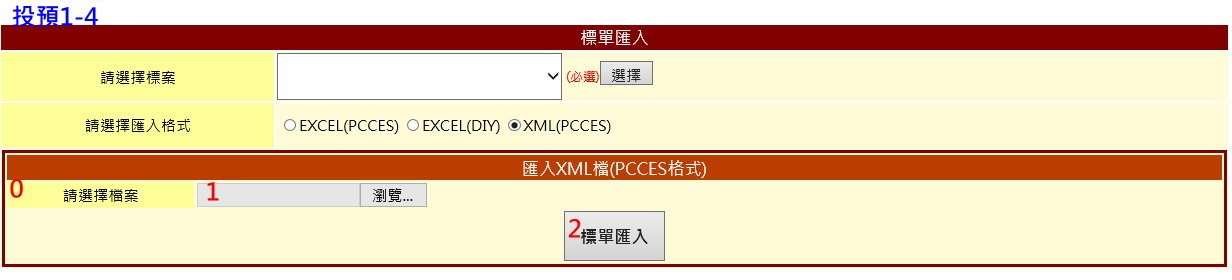 投預1-4
標單匯入
請選擇標案 (必選) 選擇
請選擇匯入格式 EXCEL(PCCES) EXCEL(DIY) XML(PCCES)
匯入XML檔(PCCES格式)
0 請選擇檔案 1 瀏覽...
2 標單匯入